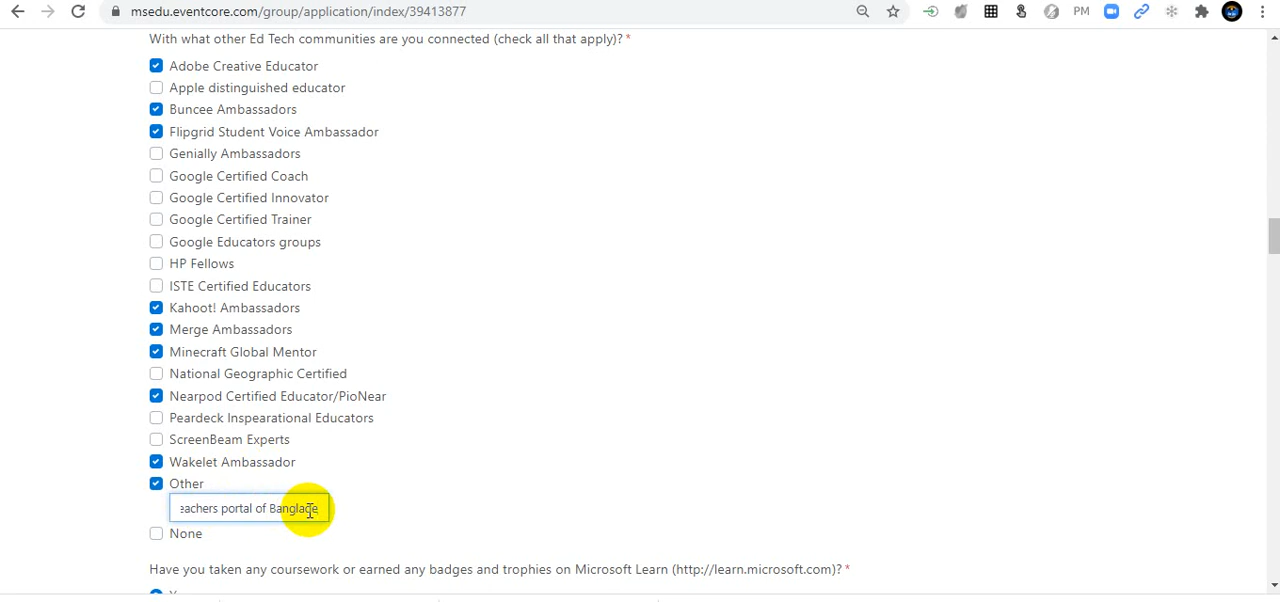 msedu.eventcore.com/group/application/index/39413877
PM
With what other Ed Tech communities are you connected (check all that apply)? *
Adobe Creative Educator
Apple distinguished educator
Buncee Ambassadors
Flipgrid Student Voice Ambassador
Genially Ambassadors
Google Certified Coach
Google Certified Innovator
Google Certified Trainer
Google Educators groups
HP Fellows
ISTE Certified Educators
Kahoot! Ambassadors
Merge Ambassadors
Minecraft Global Mentor
National Geographic Certified
Nearpod Certified Educator/PioNear
Peardeck Inspearational Educators
ScreenBeam Experts
Wakelet Ambassador
Other
eachers portal of Banglade
None
Have you taken any coursework or earned any badges and trophies on Microsoft Learn (http://learn.microsoft.com)? *